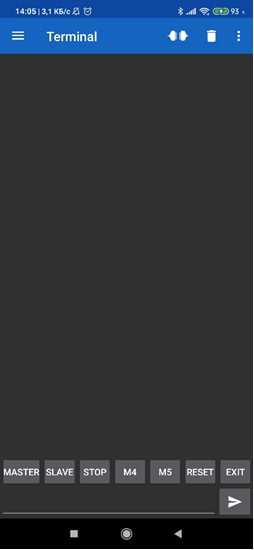 14:05 | 3,1 КБ/с
93
Terminal
MASTER SLAVE STOP M4 M5 RESET EXIT